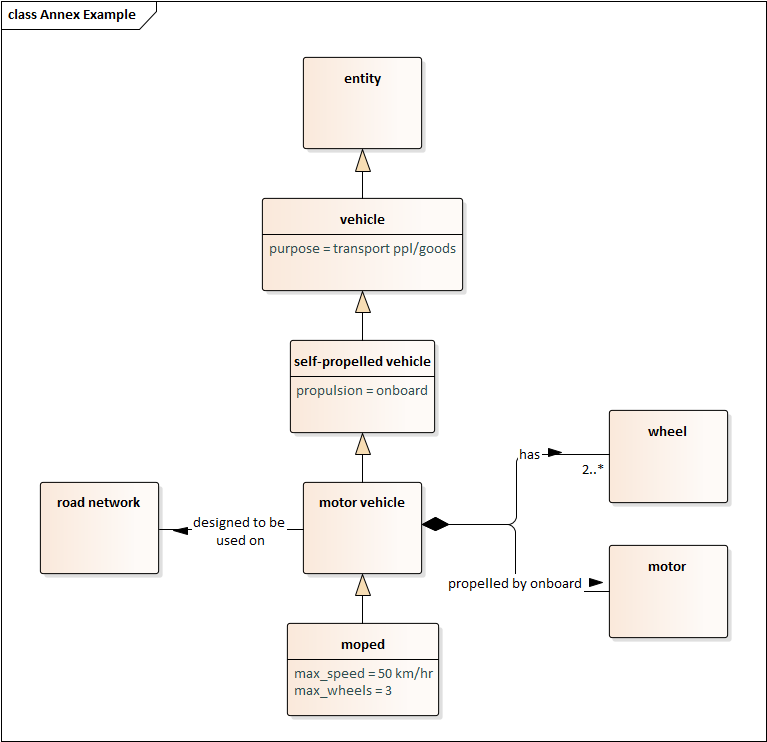 class Annex Example
entity
vehicle
purpose = transport ppl/goods
self-propelled vehicle
propulsion = onboard
wheel
has
2..*
road network
designed to be
used on
motor vehicle
motor
propelled by onboard
moped
max_speed = 50 km/hr
max_wheels = 3